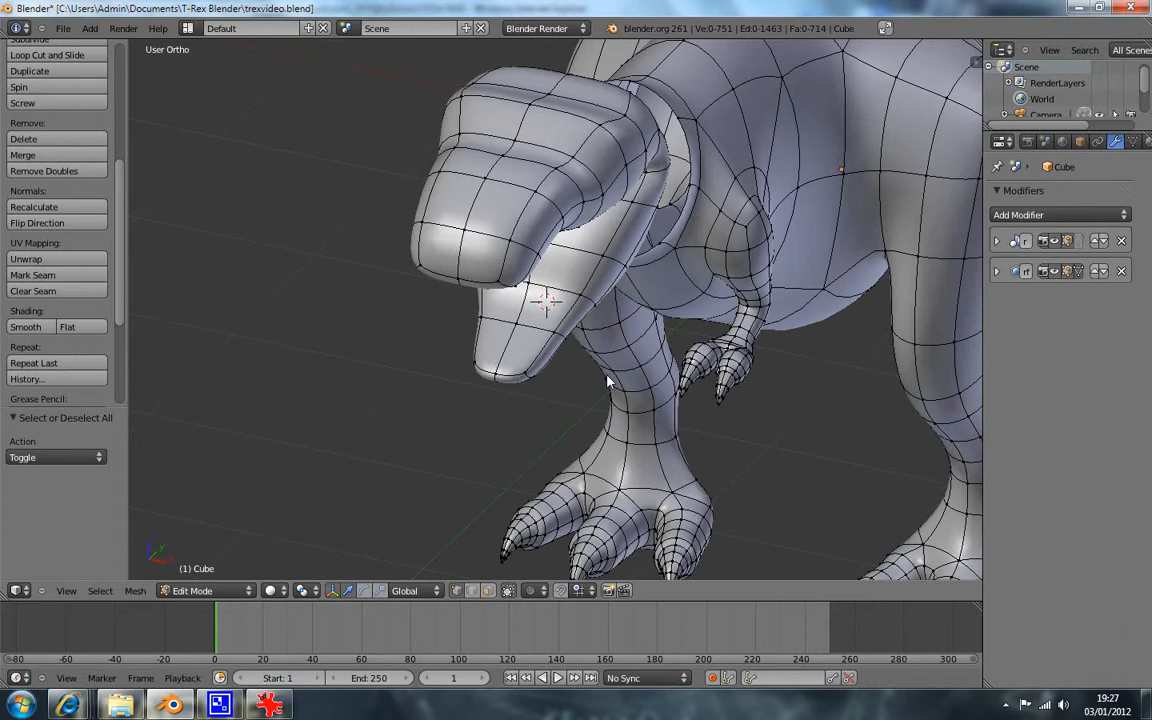 Blender* [C:\Users\Admin\Documents\T-Rex Blender\trexvideo.blend]
File Add Render Help Default Scene Blender Render blender.org 261 | Ve:0-751 | Ed:0-1463 | Fa:0-714 | Cube
User Ortho
View Search All Scenes
Loop Cut and Slide
Duplicate
Spin
Screw
Remove:
Delete
Merge
Remove Doubles
Normals:
Recalculate
Flip Direction
UV Mapping:
Unwrap
Mark Seam
Clear Seam
Shading:
Smooth Flat
Repeat:
Repeat Last
History...
Grease Pencil:
Select or Deselect All
Action
Toggle
Scene
RenderLayers
World
Camera
Cube
Modifiers
Add Modifier
r
rf
(1) Cube
View Select Mesh Edit Mode Global
-80 -60 -40 -20 0 20 40 60 80 100 120 140 160 180 200 220 240 260 280 300
View Marker Frame Playback Start: 1 End: 250 1 No Sync
19:27
03/01/2012